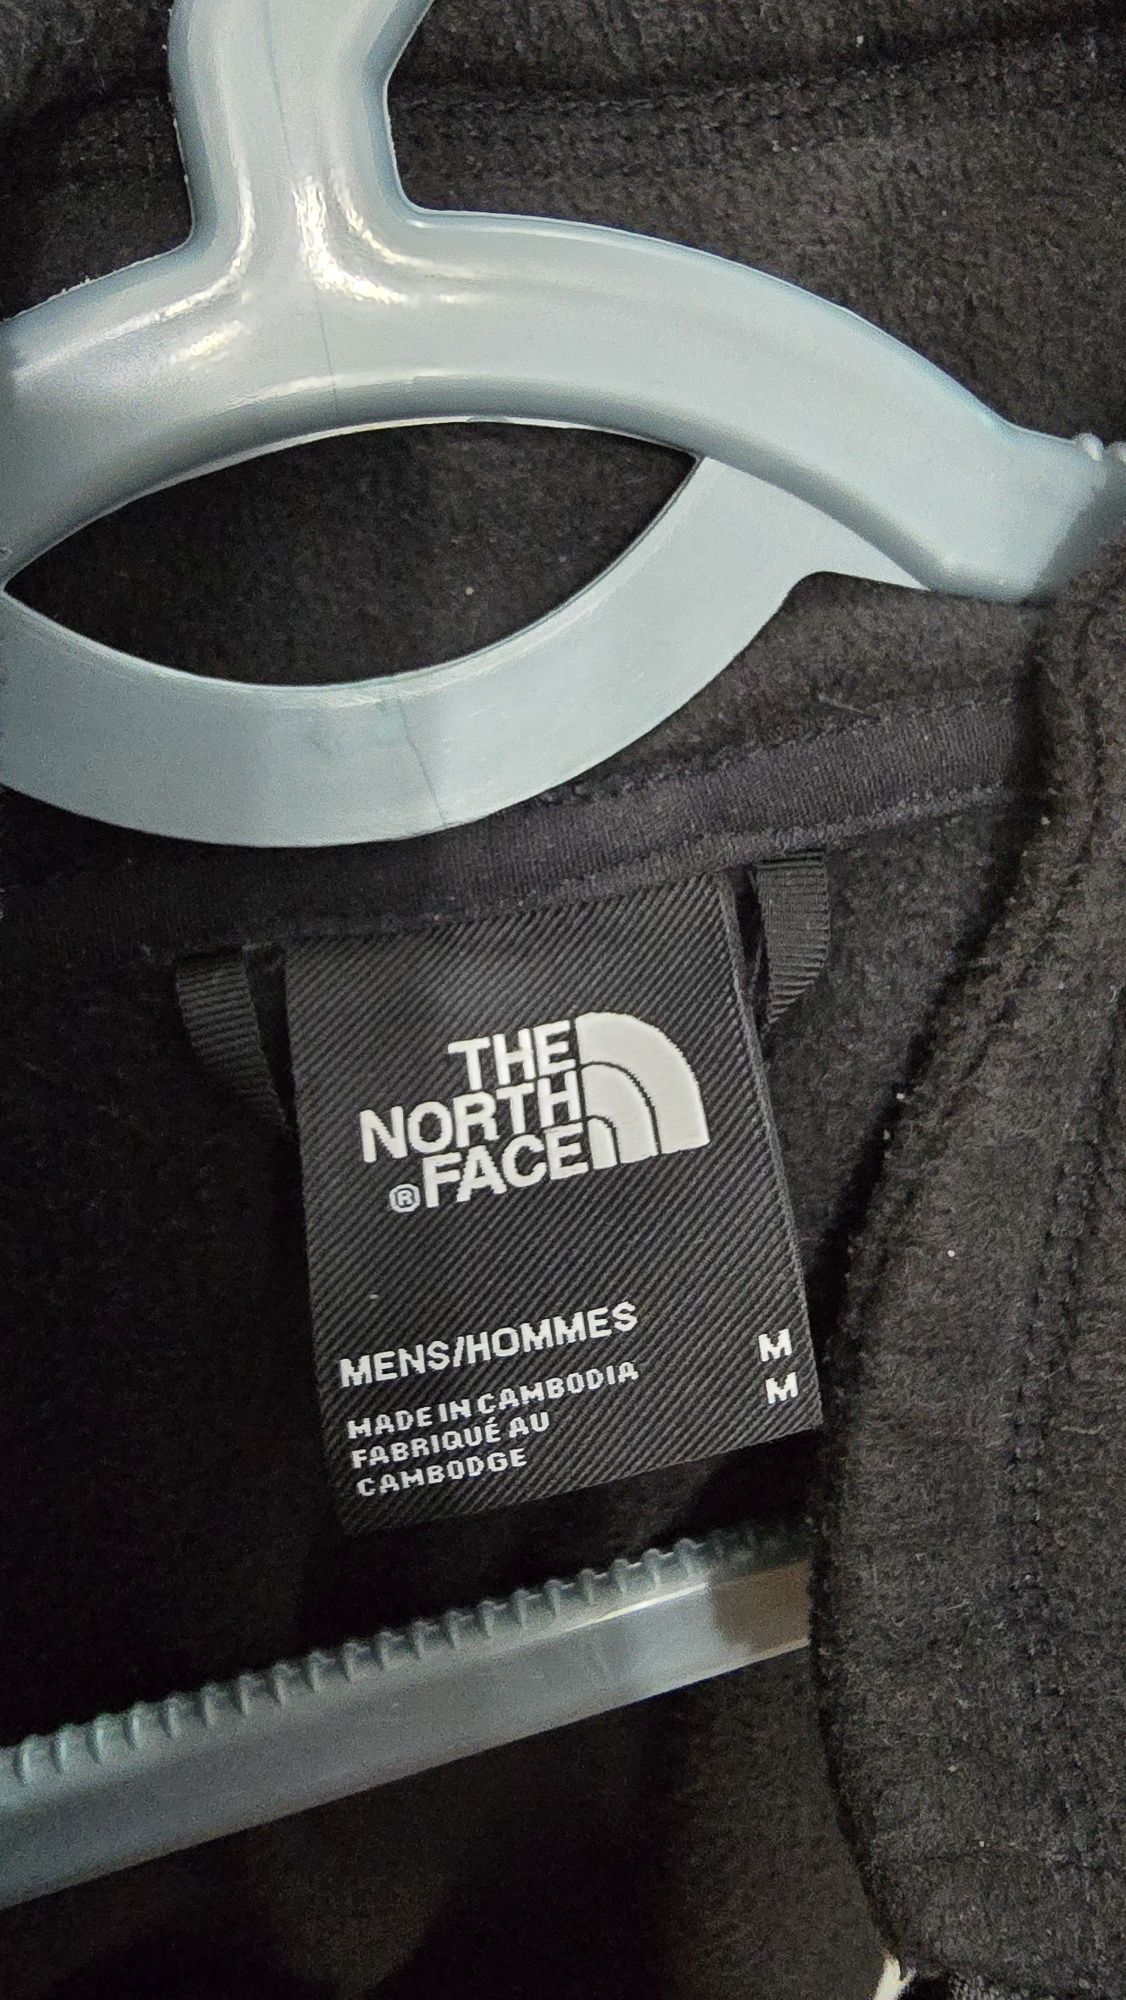 THE
NORTH
®FACE
MENS/HOMMES M
MADE IN CAMBODIA M
FABRIQUÉ AU
CAMBODGE